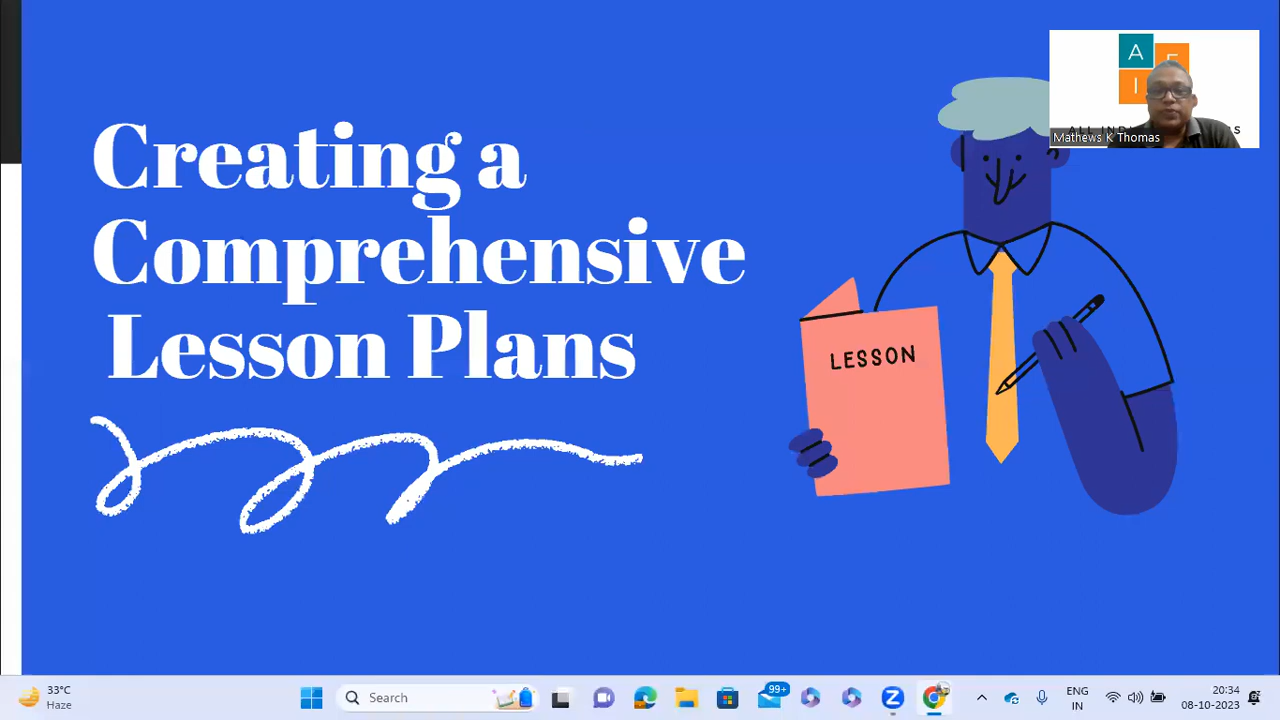 Creating a
Comprehensive
Lesson Plans
LESSON
A
I
Mathews K Thomas
33°C
Haze
Search
99+
ENG
IN
20:34
08-10-2023